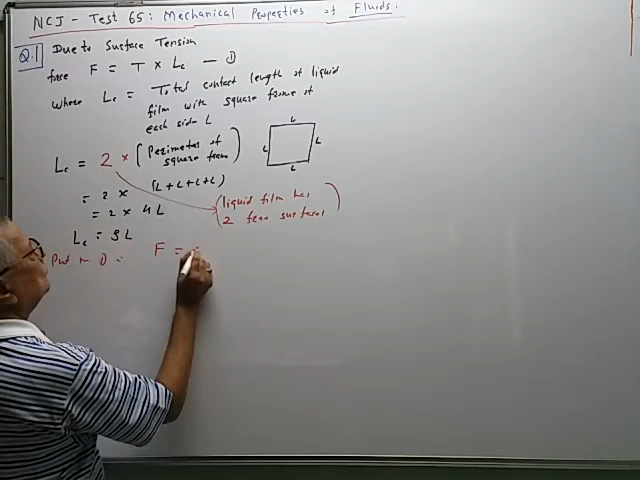 NCJ - Test 65: Mechanical Properties of Fluids.
Q.1 Due to Surface Tension
force F = T × Lc — ①
where Lc = Total contact length of liquid
film with square frame of
each side L
L
L
L
L
Lc = 2 × (Perimeter of
square frame)
= 2 × (L + L + L + L)
= 2 × 4L
(liquid film has
2 free surfaces)
Lc = 8L
Put in ① :
F =